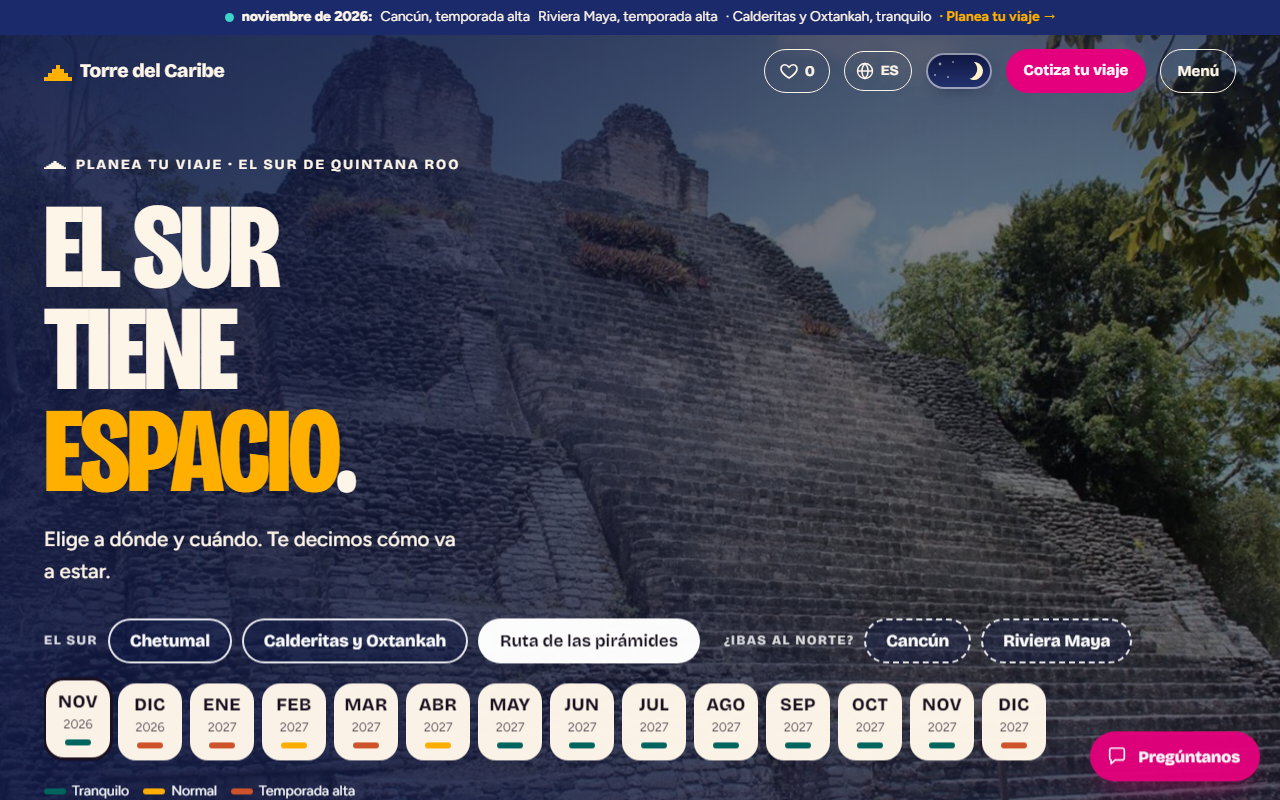 noviembre de 2026: Cancún, temporada alta Riviera Maya, temporada alta · Calderitas y Oxtankah, tranquilo · Planea tu viaje →
Torre del Caribe
0
ES
Cotiza tu viaje
Menú
PLANEA TU VIAJE · EL SUR DE QUINTANA ROO
EL SUR
TIENE
ESPACIO.
Elige a dónde y cuándo. Te decimos cómo va
a estar.
EL SUR Chetumal Calderitas y Oxtankah Ruta de las pirámides ¿IBAS AL NORTE? Cancún Riviera Maya
NOV DIC ENE FEB MAR ABR MAY JUN JUL AGO SEP OCT NOV DIC
2026 2026 2027 2027 2027 2027 2027 2027 2027 2027 2027 2027 2027 2027
Pregúntanos
Tranquilo Normal Temporada alta